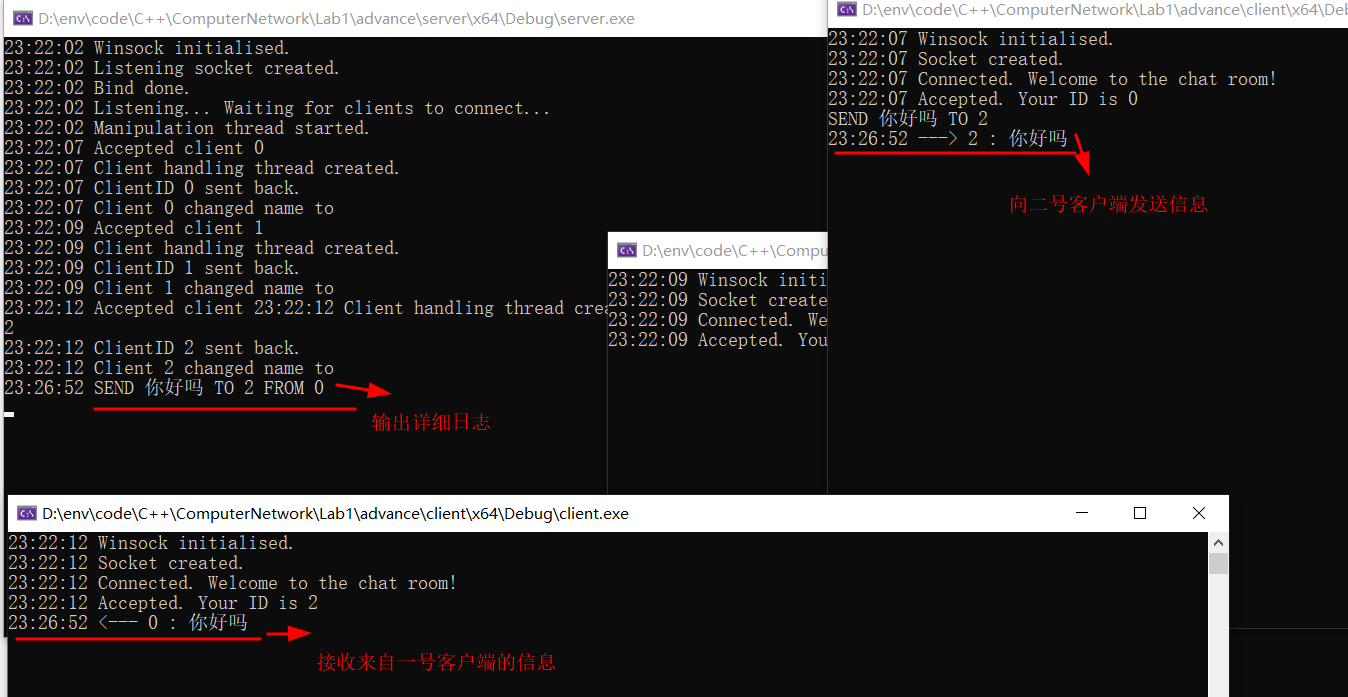 D:\env\code\C++\ComputerNetwork\Lab1\advance\server\x64\Debug\server.exe
23:22:02 Winsock initialised.
23:22:02 Listening socket created.
23:22:02 Bind done.
23:22:02 Listening... Waiting for clients to connect...
23:22:02 Manipulation thread started.
23:22:07 Accepted client 0
23:22:07 Client handling thread created.
23:22:07 ClientID 0 sent back.
23:22:07 Client 0 changed name to
23:22:09 Accepted client 1
23:22:09 Client handling thread created.
23:22:09 ClientID 1 sent back.
23:22:09 Client 1 changed name to
23:22:12 Accepted client 23:22:12 Client handling thread crea
2
23:22:12 ClientID 2 sent back.
23:22:12 Client 2 changed name to
23:26:52 SEND 你好吗 TO 2 FROM 0
输出详细日志
D:\env\code\C++\ComputerNetwork\Lab1\advance\client\x64\Deb
23:22:07 Winsock initialised.
23:22:07 Socket created.
23:22:07 Connected. Welcome to the chat room!
23:22:07 Accepted. Your ID is 0
SEND 你好吗 TO 2
23:26:52 ---> 2 : 你好吗
向二号客户端发送信息
D:\env\code\C++\Compu
23:22:09 Winsock initi
23:22:09 Socket create
23:22:09 Connected. We
23:22:09 Accepted. You
D:\env\code\C++\ComputerNetwork\Lab1\advance\client\x64\Debug\client.exe
23:22:12 Winsock initialised.
23:22:12 Socket created.
23:22:12 Connected. Welcome to the chat room!
23:22:12 Accepted. Your ID is 2
23:26:52 <--- 0 : 你好吗
接收来自一号客户端的信息